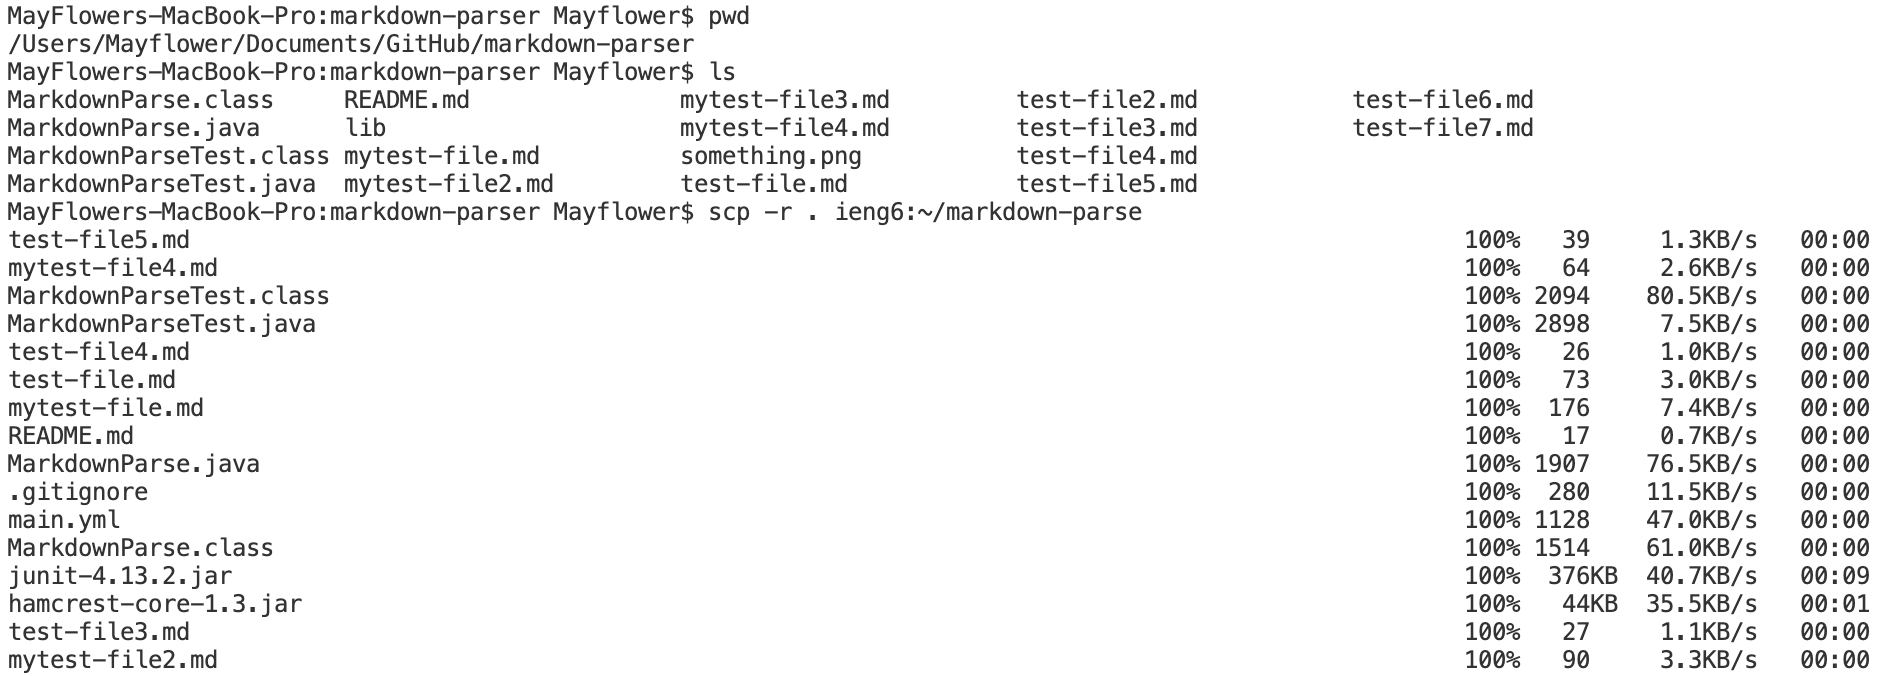 MayFlowers-MacBook-Pro:markdown-parser Mayflower$ pwd
/Users/Mayflower/Documents/GitHub/markdown-parser
MayFlowers-MacBook-Pro:markdown-parser Mayflower$ ls
MarkdownParse.class     README.md               mytest-file3.md         test-file2.md           test-file6.md
MarkdownParse.java      lib                     mytest-file4.md         test-file3.md           test-file7.md
MarkdownParseTest.class mytest-file.md          something.png           test-file4.md
MarkdownParseTest.java  mytest-file2.md         test-file.md            test-file5.md
MayFlowers-MacBook-Pro:markdown-parser Mayflower$ scp -r . ieng6:~/markdown-parse
test-file5.md 100% 39 1.3KB/s 00:00
mytest-file4.md 100% 64 2.6KB/s 00:00
MarkdownParseTest.class 100% 2094 80.5KB/s 00:00
MarkdownParseTest.java 100% 2898 7.5KB/s 00:00
test-file4.md 100% 26 1.0KB/s 00:00
test-file.md 100% 73 3.0KB/s 00:00
mytest-file.md 100% 176 7.4KB/s 00:00
README.md 100% 17 0.7KB/s 00:00
MarkdownParse.java 100% 1907 76.5KB/s 00:00
.gitignore 100% 280 11.5KB/s 00:00
main.yml 100% 1128 47.0KB/s 00:00
MarkdownParse.class 100% 1514 61.0KB/s 00:00
junit-4.13.2.jar 100% 376KB 40.7KB/s 00:09
hamcrest-core-1.3.jar 100% 44KB 35.5KB/s 00:01
test-file3.md 100% 27 1.1KB/s 00:00
mytest-file2.md 100% 90 3.3KB/s 00:00